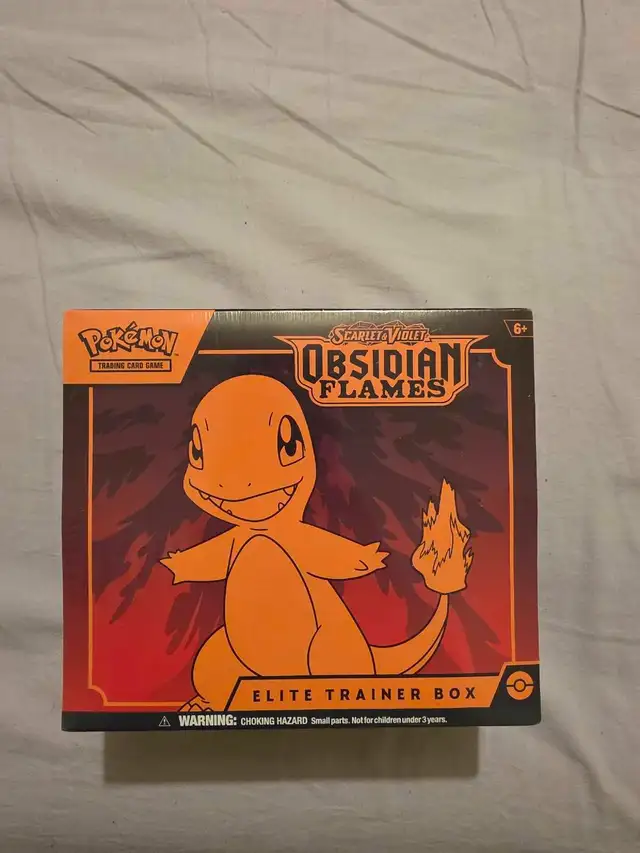 Pokémon
TRADING CARD GAME
SCARLET & VIOLET
OBSIDIAN
FLAMES
6+
ELITE TRAINER BOX
WARNING: CHOKING HAZARD Small parts. Not for children under 3 years.